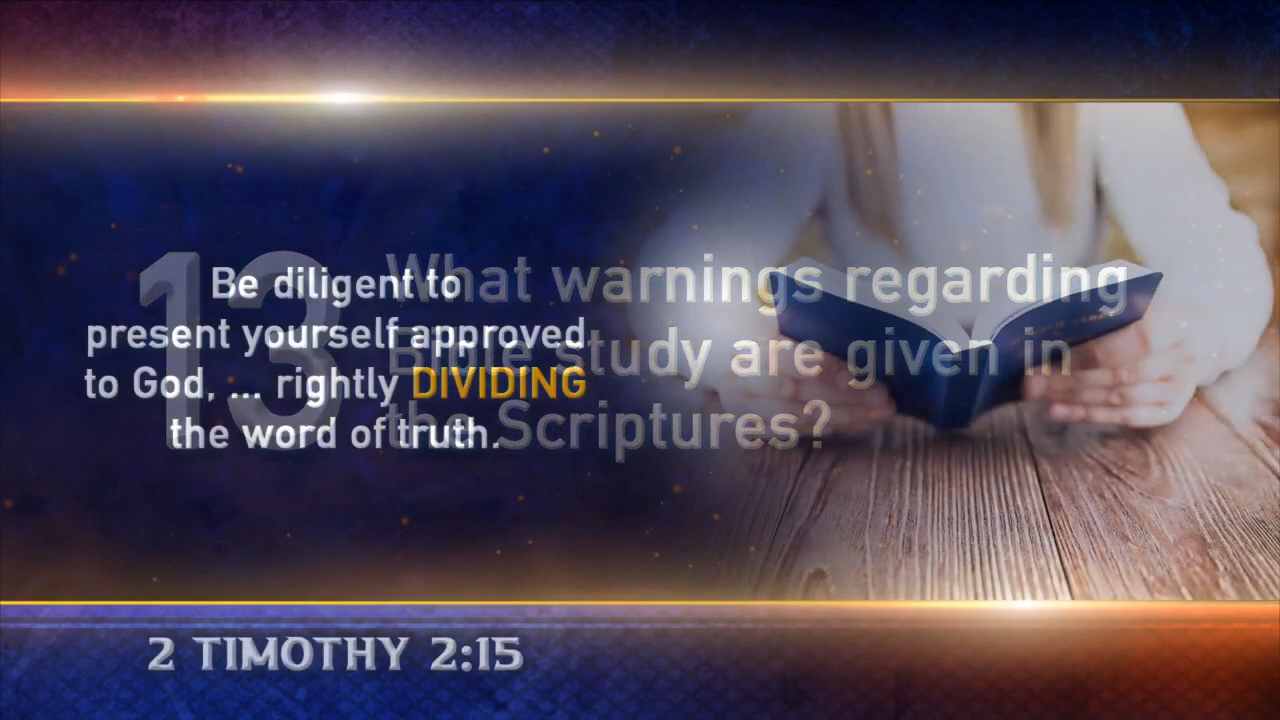 Be diligent to
present yourself approved
to God, ... rightly DIVIDING
the word of truth.
13
What warnings regarding
Bible study are given in
the Scriptures?
2 TIMOTHY 2:15